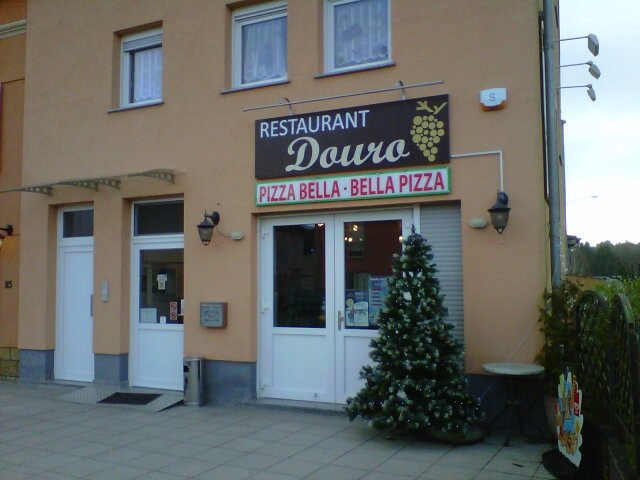 RESTAURANT
Douro
PIZZA BELLA · BELLA PIZZA
S